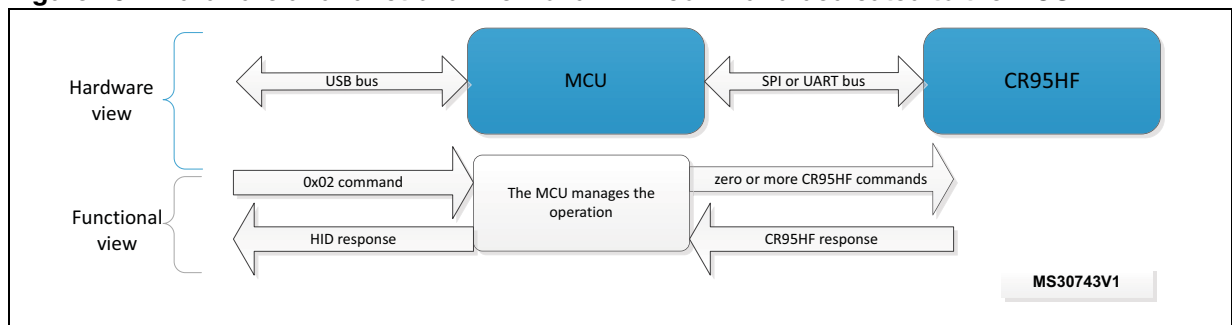 Hardware
view
USB bus
MCU
SPI or UART bus
CR95HF
Functional
view
0x02 command
The MCU manages the
operation
zero or more CR95HF commands
HID response
CR95HF response
MS30743V1